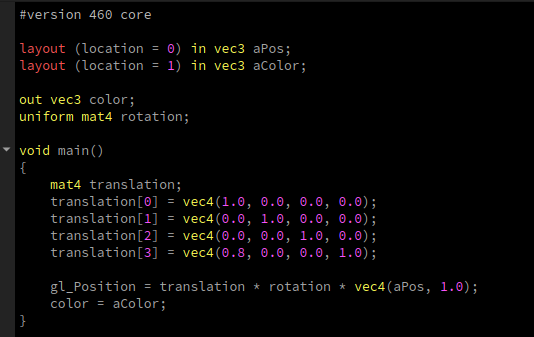 #version 460 core
layout (location = 0) in vec3 aPos;
layout (location = 1) in vec3 aColor;
out vec3 color;
uniform mat4 rotation;
void main()
{
    mat4 translation;
    translation[0] = vec4(1.0, 0.0, 0.0, 0.0);
    translation[1] = vec4(0.0, 1.0, 0.0, 0.0);
    translation[2] = vec4(0.0, 0.0, 1.0, 0.0);
    translation[3] = vec4(0.8, 0.0, 0.0, 1.0);
    gl_Position = translation * rotation * vec4(aPos, 1.0);
    color = aColor;
}